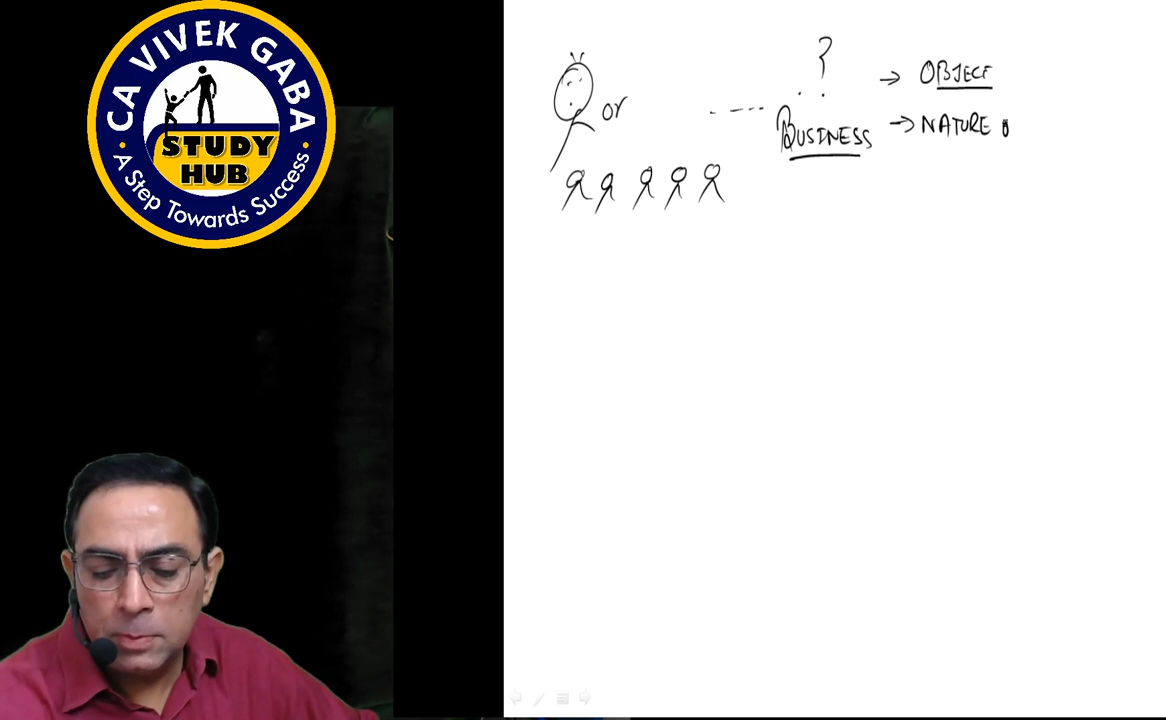 CA VIVEK GABA
STUDY
HUB
• A Step Towards Success •
?
or
---- BUSINESS
→ OBJECT
→ NATURE